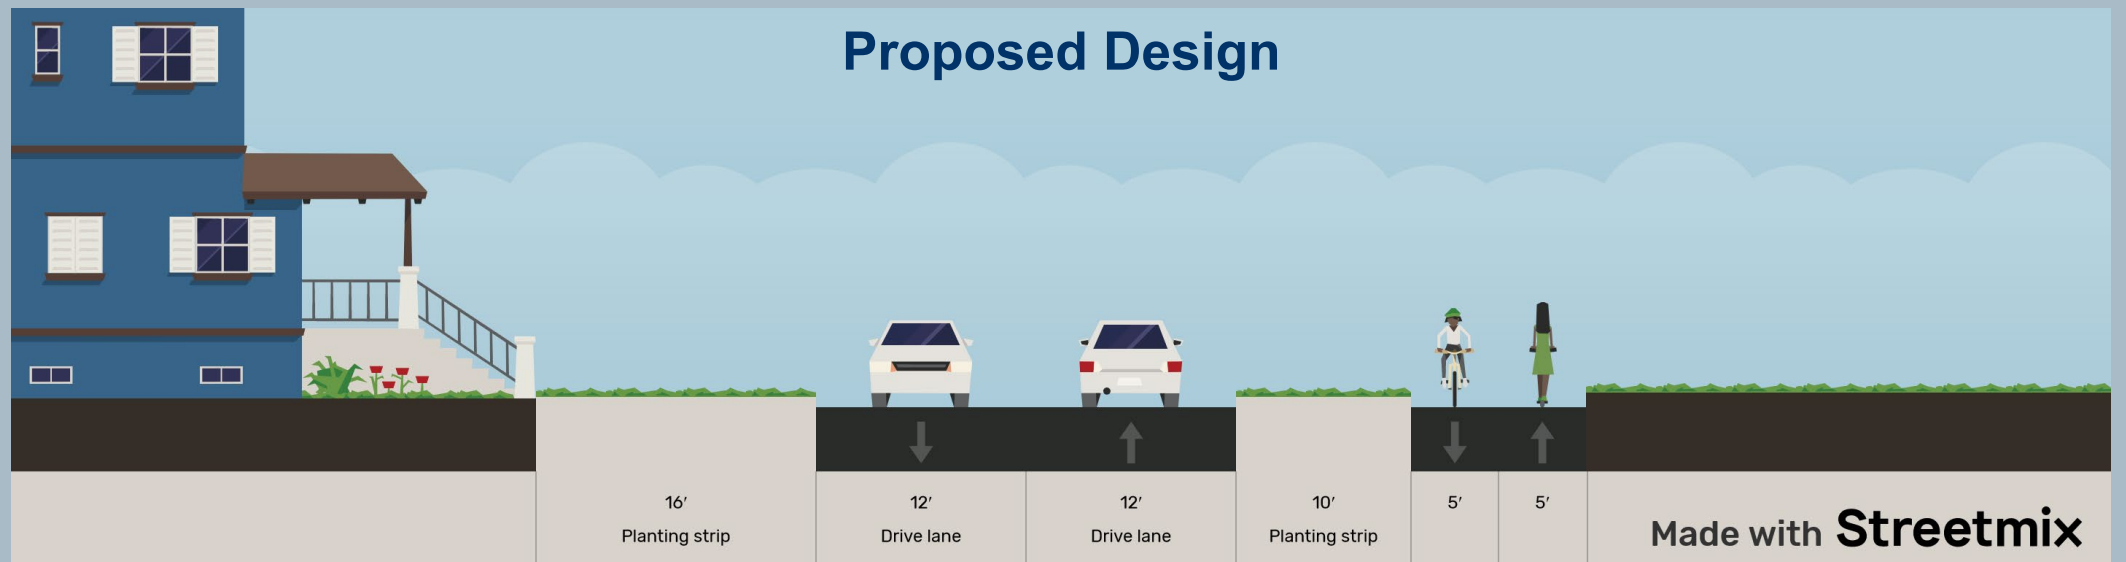 Proposed Design
16′ 12′ 12′ 10′ 5′ 5′
Planting strip Drive lane Drive lane Planting strip
Made with Streetmix